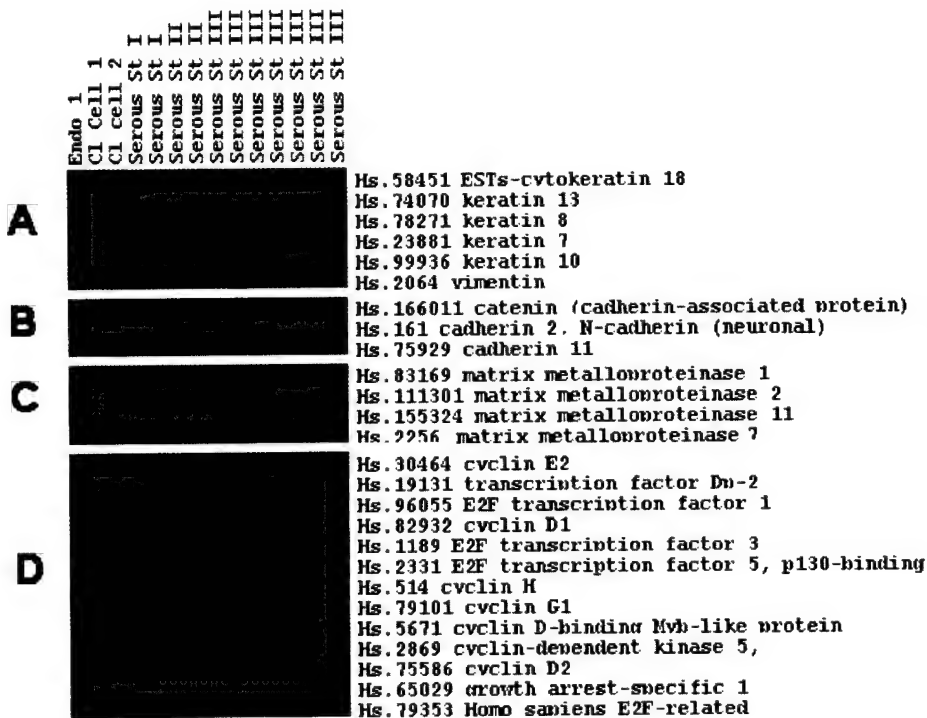 Endo 1
Cl Cell 1
Cl cell 2
Serous St I
Serous St I
Serous St II
Serous St II
Serous St III
Serous St III
Serous St III
Serous St III
Serous St III
Serous St III
Serous St III
A
Hs.58451 ESTs-cytokeratin 18
Hs.74070 keratin 13
Hs.78271 keratin 8
Hs.23881 keratin 7
Hs.99936 keratin 10
Hs.2064 vimentin
B
Hs.166011 catenin (cadherin-associated protein)
Hs.161 cadherin 2, N-cadherin (neuronal)
Hs.75929 cadherin 11
C
Hs.83169 matrix metalloproteinase 1
Hs.111301 matrix metalloproteinase 2
Hs.155324 matrix metalloproteinase 11
Hs.2256 matrix metalloproteinase 7
D
Hs.30464 cyclin E2
Hs.19131 transcription factor Dp-2
Hs.96055 E2F transcription factor 1
Hs.82932 cyclin D1
Hs.1189 E2F transcription factor 3
Hs.2331 E2F transcription factor 5, p130-binding
Hs.514 cyclin H
Hs.79101 cyclin G1
Hs.5671 cyclin D-binding Myb-like protein
Hs.2869 cyclin-dependent kinase 5,
Hs.75586 cyclin D2
Hs.65029 growth arrest-specific 1
Hs.79353 Homo sapiens E2F-related